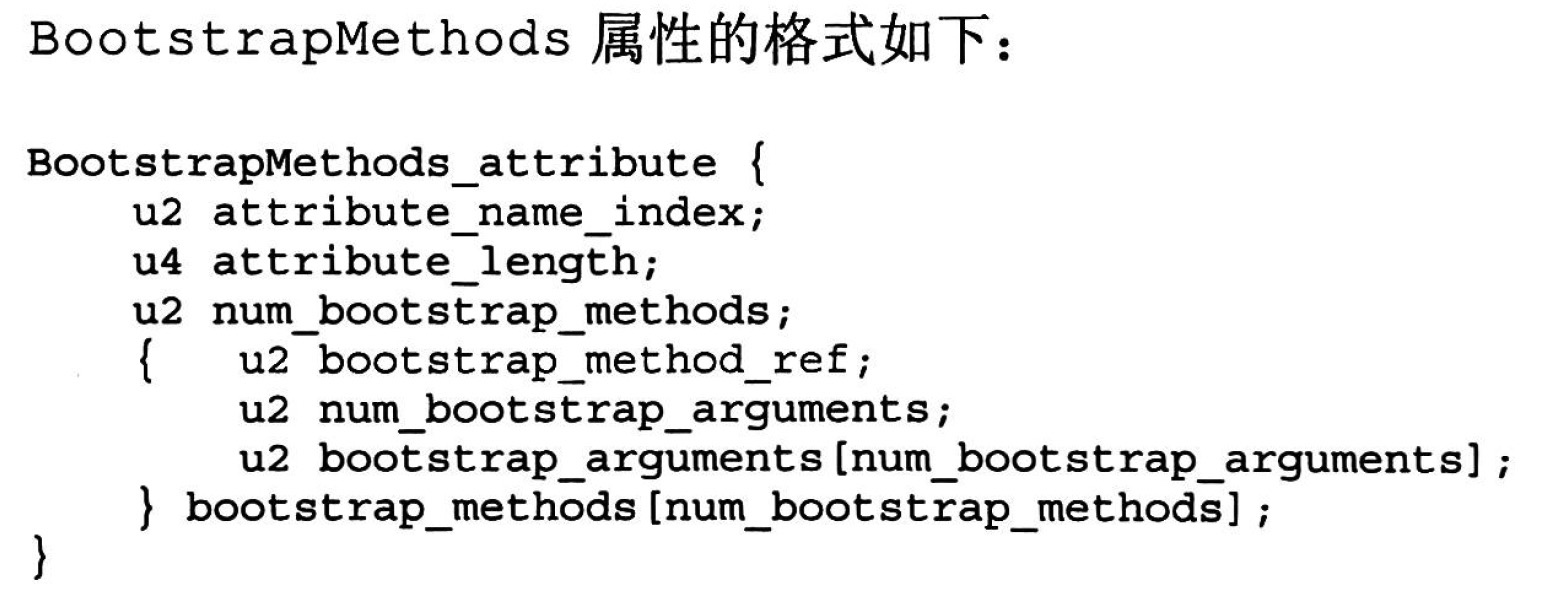 BootstrapMethods 属性的格式如下：
BootstrapMethods_attribute {
u2 attribute_name_index;
u4 attribute_length;
u2 num_bootstrap_methods;
{ u2 bootstrap_method_ref;
u2 num_bootstrap_arguments;
u2 bootstrap_arguments[num_bootstrap_arguments];
} bootstrap_methods[num_bootstrap_methods];
}